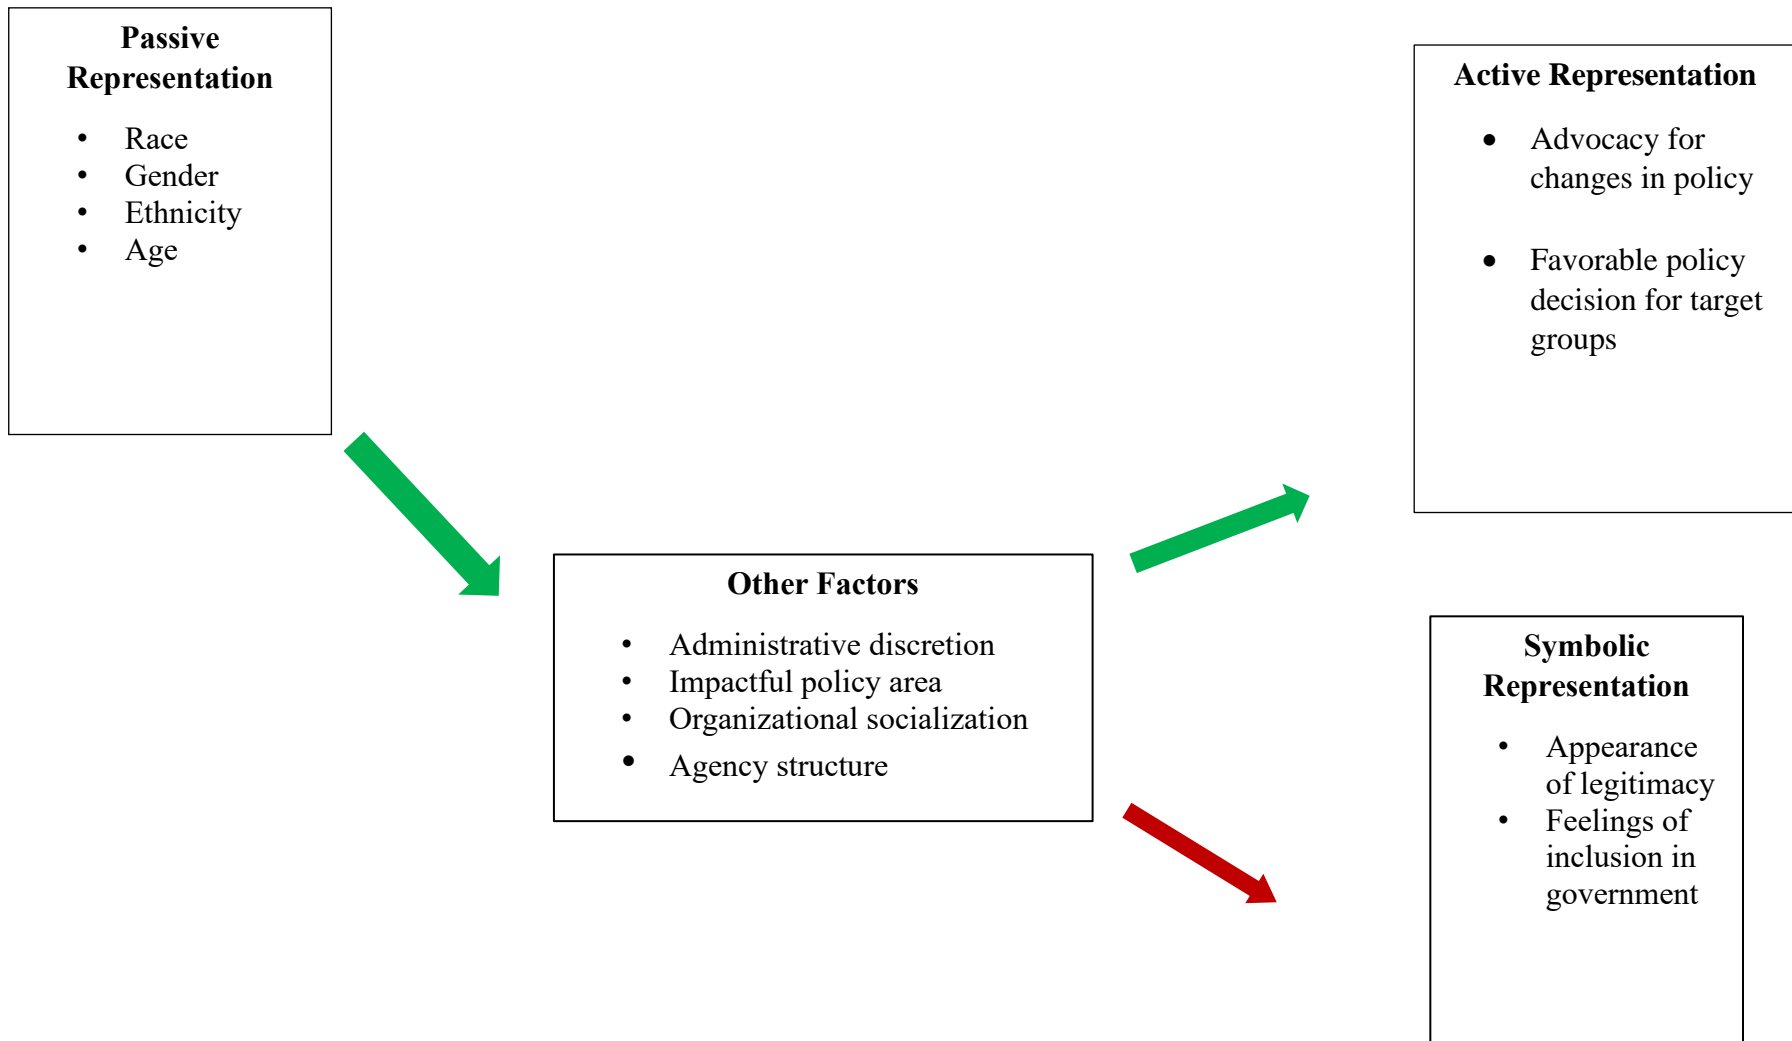 Passive
Representation
• Race
• Gender
• Ethnicity
• Age
Active Representation
• Advocacy for
changes in policy
• Favorable policy
decision for target
groups
Other Factors
• Administrative discretion
• Impactful policy area
• Organizational socialization
• Agency structure
Symbolic
Representation
• Appearance
of legitimacy
• Feelings of
inclusion in
government